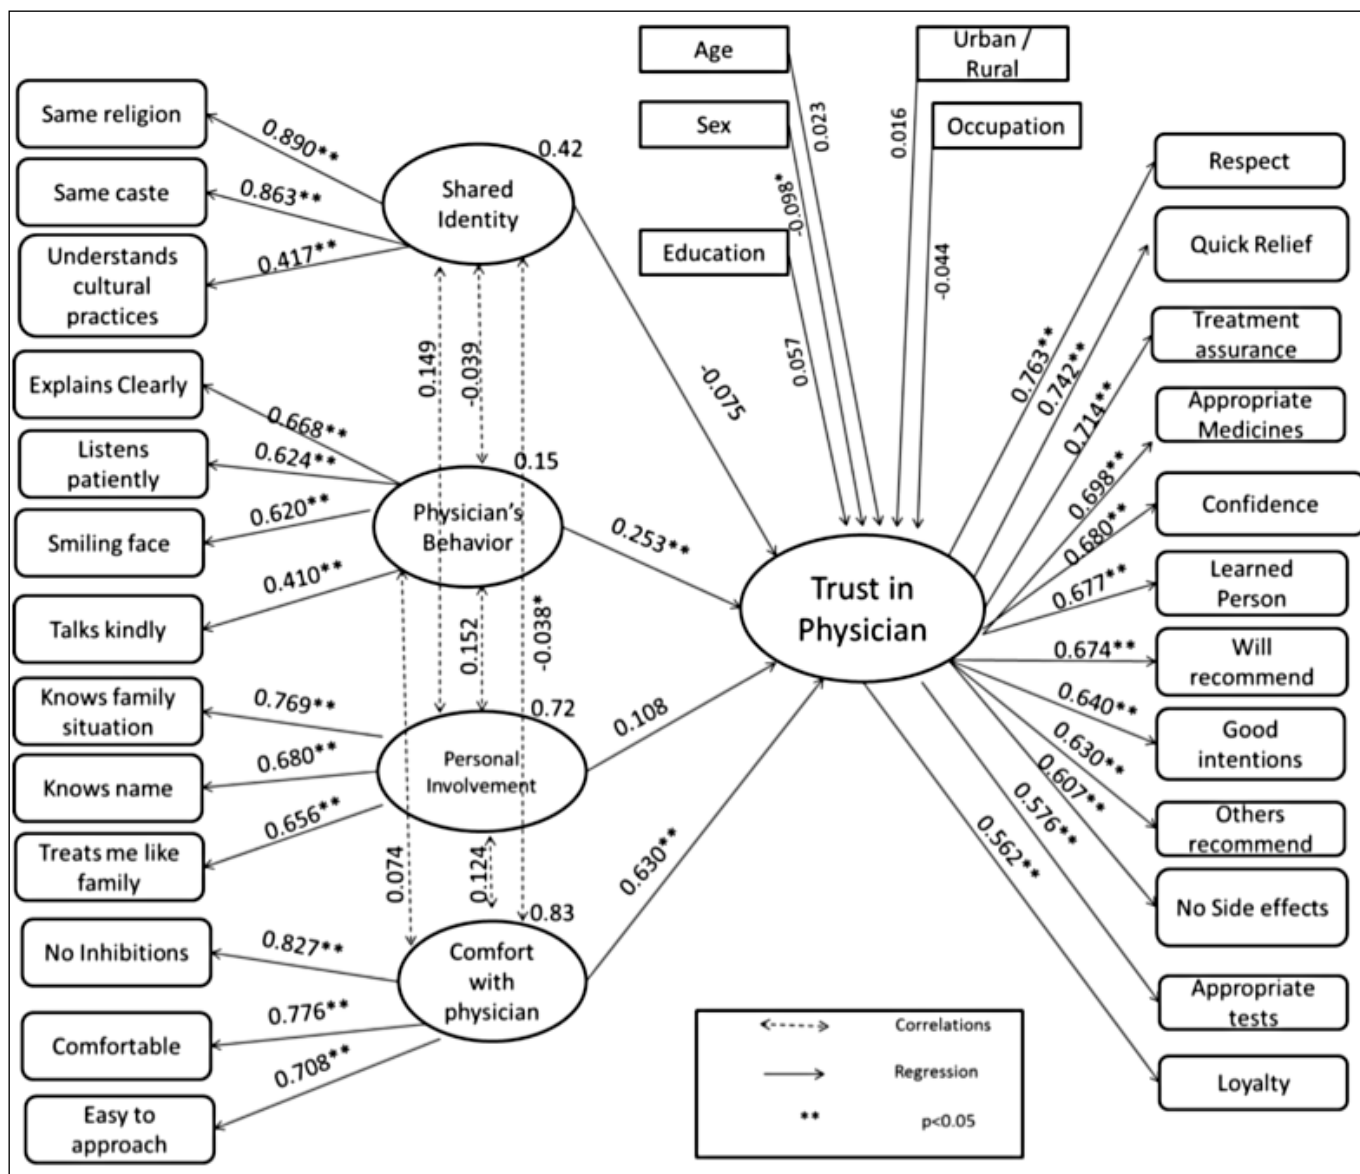 Same religion
Same caste
Understands
cultural
practices
Explains Clearly
Listens
patiently
Smiling face
Talks kindly
Knows family
situation
Knows name
Treats me like
family
No Inhibitions
Comfortable
Easy to
approach
0.890**
0.863**
0.417**
0.668**
0.624**
0.620**
0.410**
0.769**
0.680**
0.656**
0.827**
0.776**
0.708**
Shared
Identity
0.42
Physician's
Behavior
0.15
Personal
Involvement
0.72
Comfort
with
physician
0.83
0.149
-0.039
0.152
-0.038*
0.074
0.124
-0.075
0.253**
0.108
0.630**
Age
Sex
Education
Urban /
Rural
Occupation
0.023
-0.098*
0.057
0.016
-0.044
Trust in
Physician
0.763**
0.742**
0.714**
0.698**
0.680**
0.677**
0.674**
0.640**
0.630**
0.607**
0.576**
0.562**
Respect
Quick Relief
Treatment
assurance
Appropriate
Medicines
Confidence
Learned
Person
Will
recommend
Good
intentions
Others
recommend
No Side effects
Appropriate
tests
Loyalty
Correlations
Regression
** p<0.05